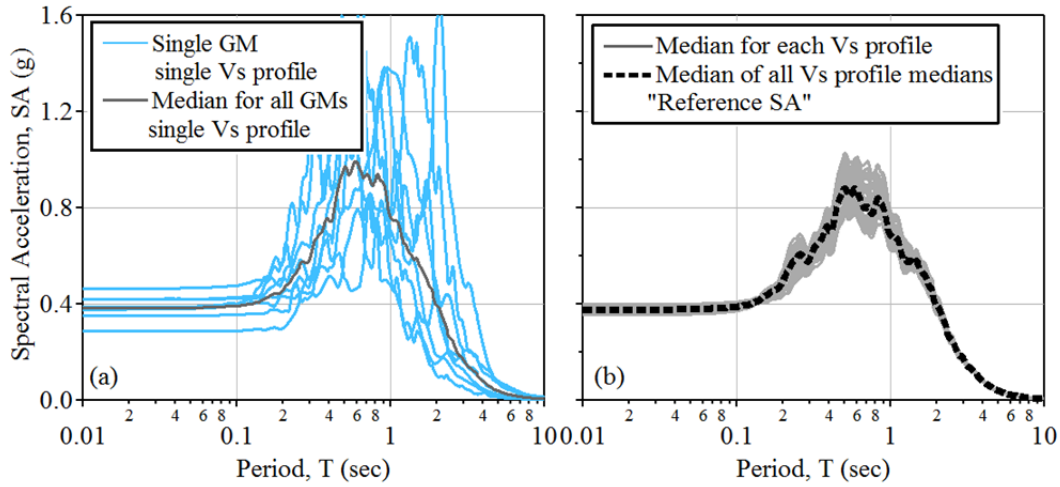 Spectral Acceleration, SA (g)
1.6
1.2
0.8
0.4
0.0
Single GM
single Vs profile
Median for all GMs
single Vs profile
(a)
0.01 2 4 6 8 0.1 2 4 6 8 1 2 4 6 8 10
Period, T (sec)
Median for each Vs profile
Median of all Vs profile medians
"Reference SA"
(b)
0.01 2 4 6 8 0.1 2 4 6 8 1 2 4 6 8 10
Period, T (sec)